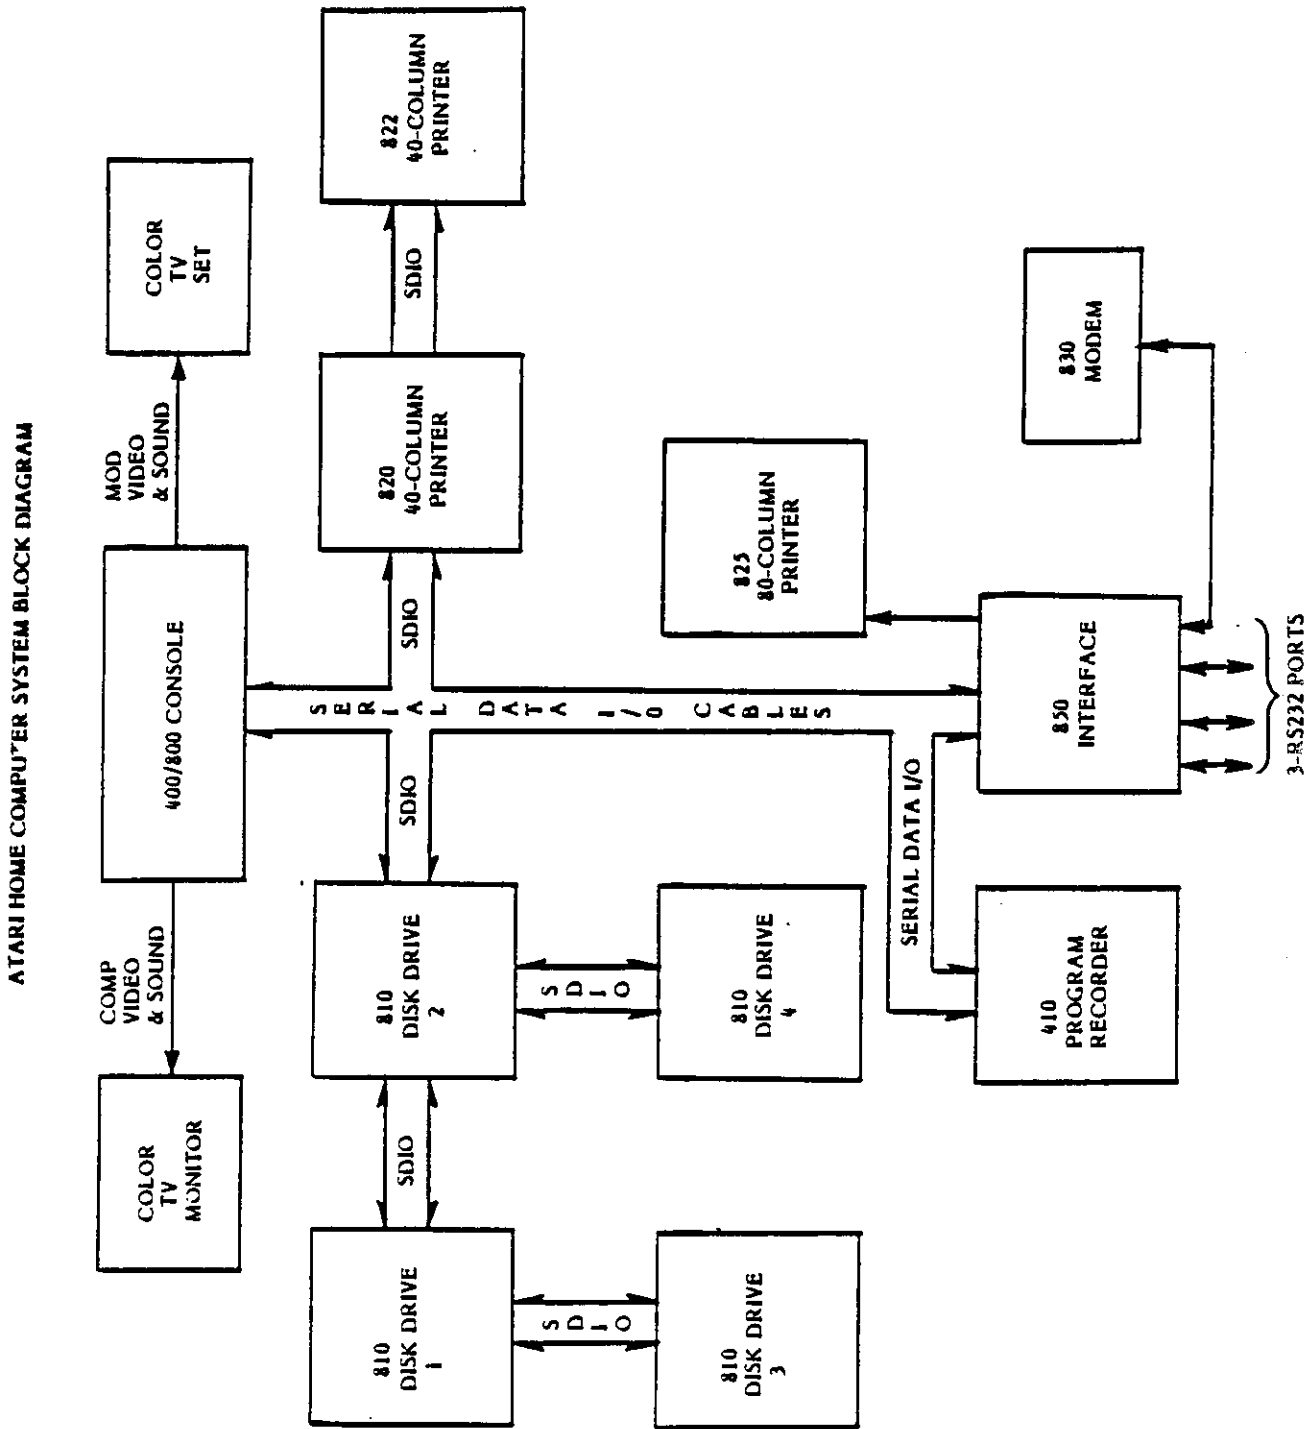 ATARI HOME COMPUTER SYSTEM BLOCK DIAGRAM
COLOR
TV
MONITOR
COMP
VIDEO
& SOUND
400/800 CONSOLE
MOD
VIDEO
& SOUND
COLOR
TV
SET
810
DISK DRIVE
1
SDIO
810
DISK DRIVE
2
SDIO
SERIAL DATA I/O CABLES
SDIO
820
40-COLUMN
PRINTER
SDIO
822
40-COLUMN
PRINTER
SDIO
SDIO
810
DISK DRIVE
3
810
DISK DRIVE
4
825
80-COLUMN
PRINTER
SERIAL DATA I/O
410
PROGRAM
RECORDER
850
INTERFACE
830
MODEM
3-RS232 PORTS